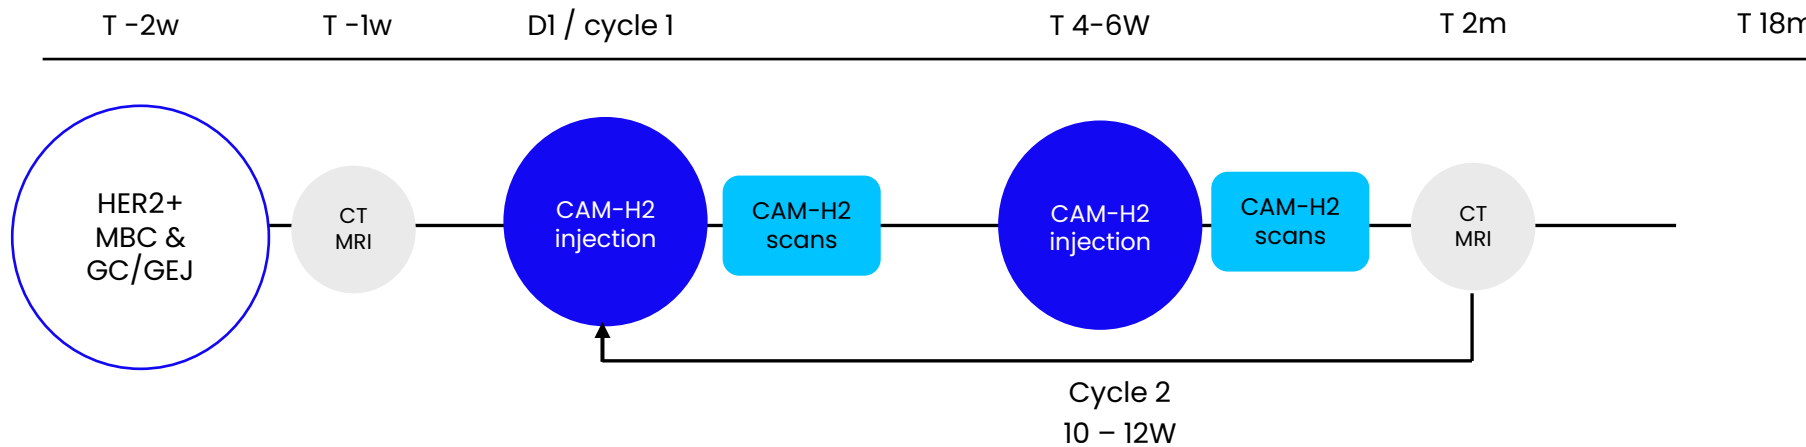 T -2w
T -1w
D1 / cycle 1
T 4-6W
T 2m
T 18m
HER2+
MBC &
GC/GEJ
CT
MRI
CAM-H2
injection
CAM-H2
scans
CAM-H2
injection
CAM-H2
scans
CT
MRI
Cycle 2
10 – 12W